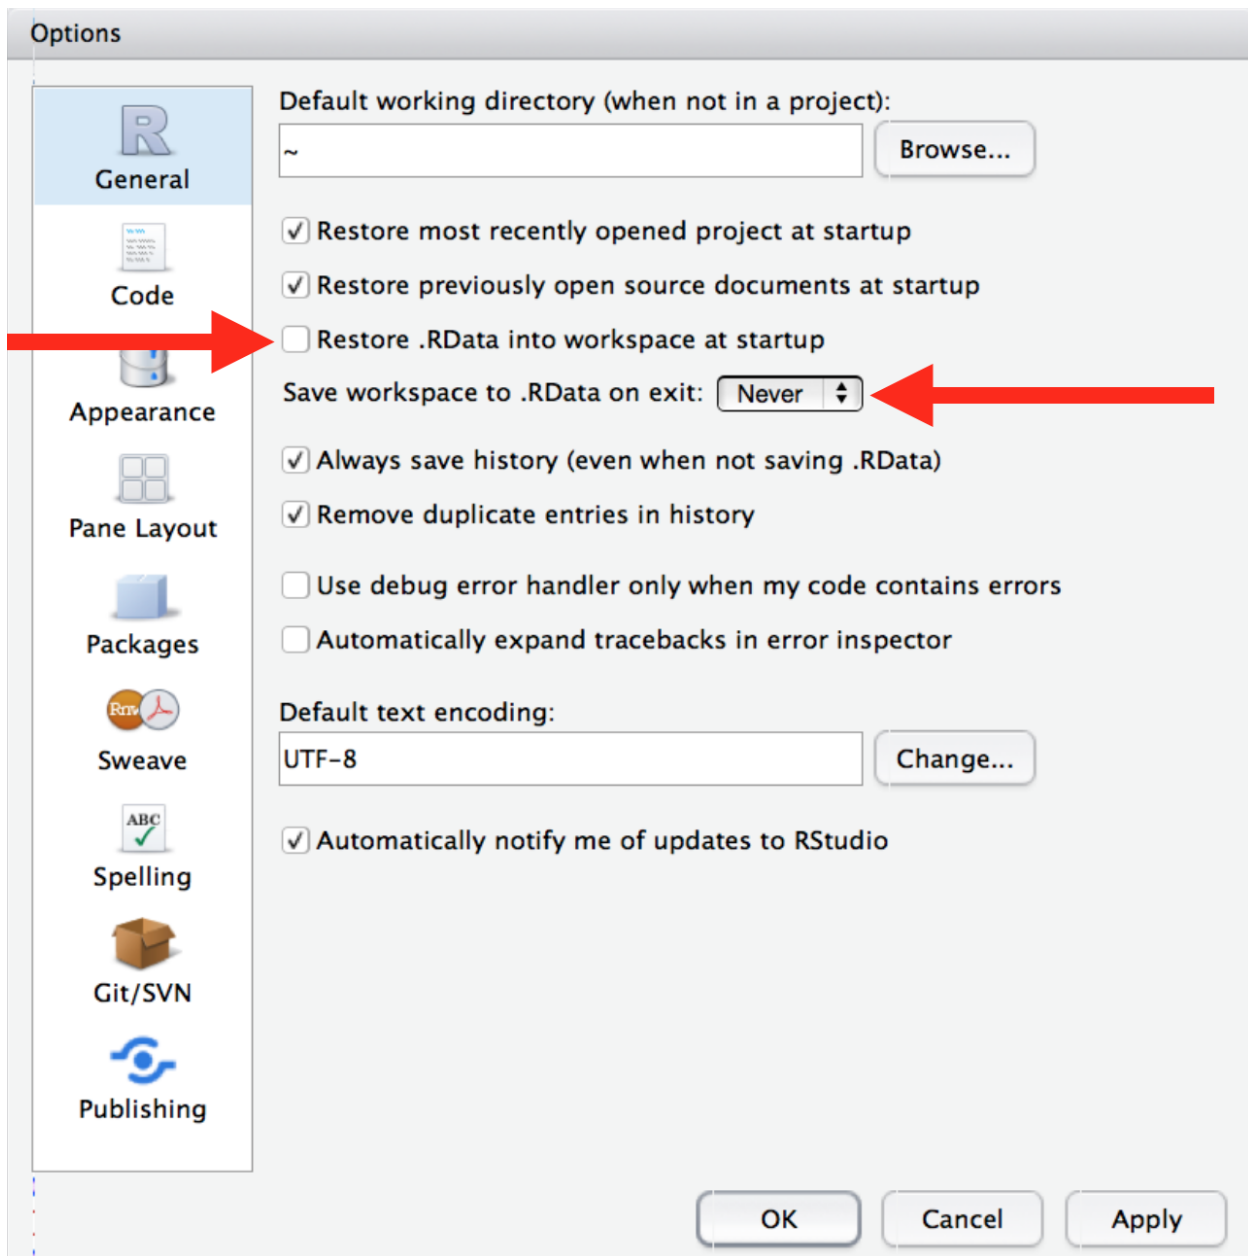 Options
R
General
Code
Appearance
Pane Layout
Packages
Rnw
Sweave
ABC
Spelling
Git/SVN
Publishing
Default working directory (when not in a project):
~
Browse...
Restore most recently opened project at startup
Restore previously open source documents at startup
Restore .RData into workspace at startup
Save workspace to .RData on exit: Never
Always save history (even when not saving .RData)
Remove duplicate entries in history
Use debug error handler only when my code contains errors
Automatically expand tracebacks in error inspector
Default text encoding:
UTF-8
Change...
Automatically notify me of updates to RStudio
OK Cancel Apply